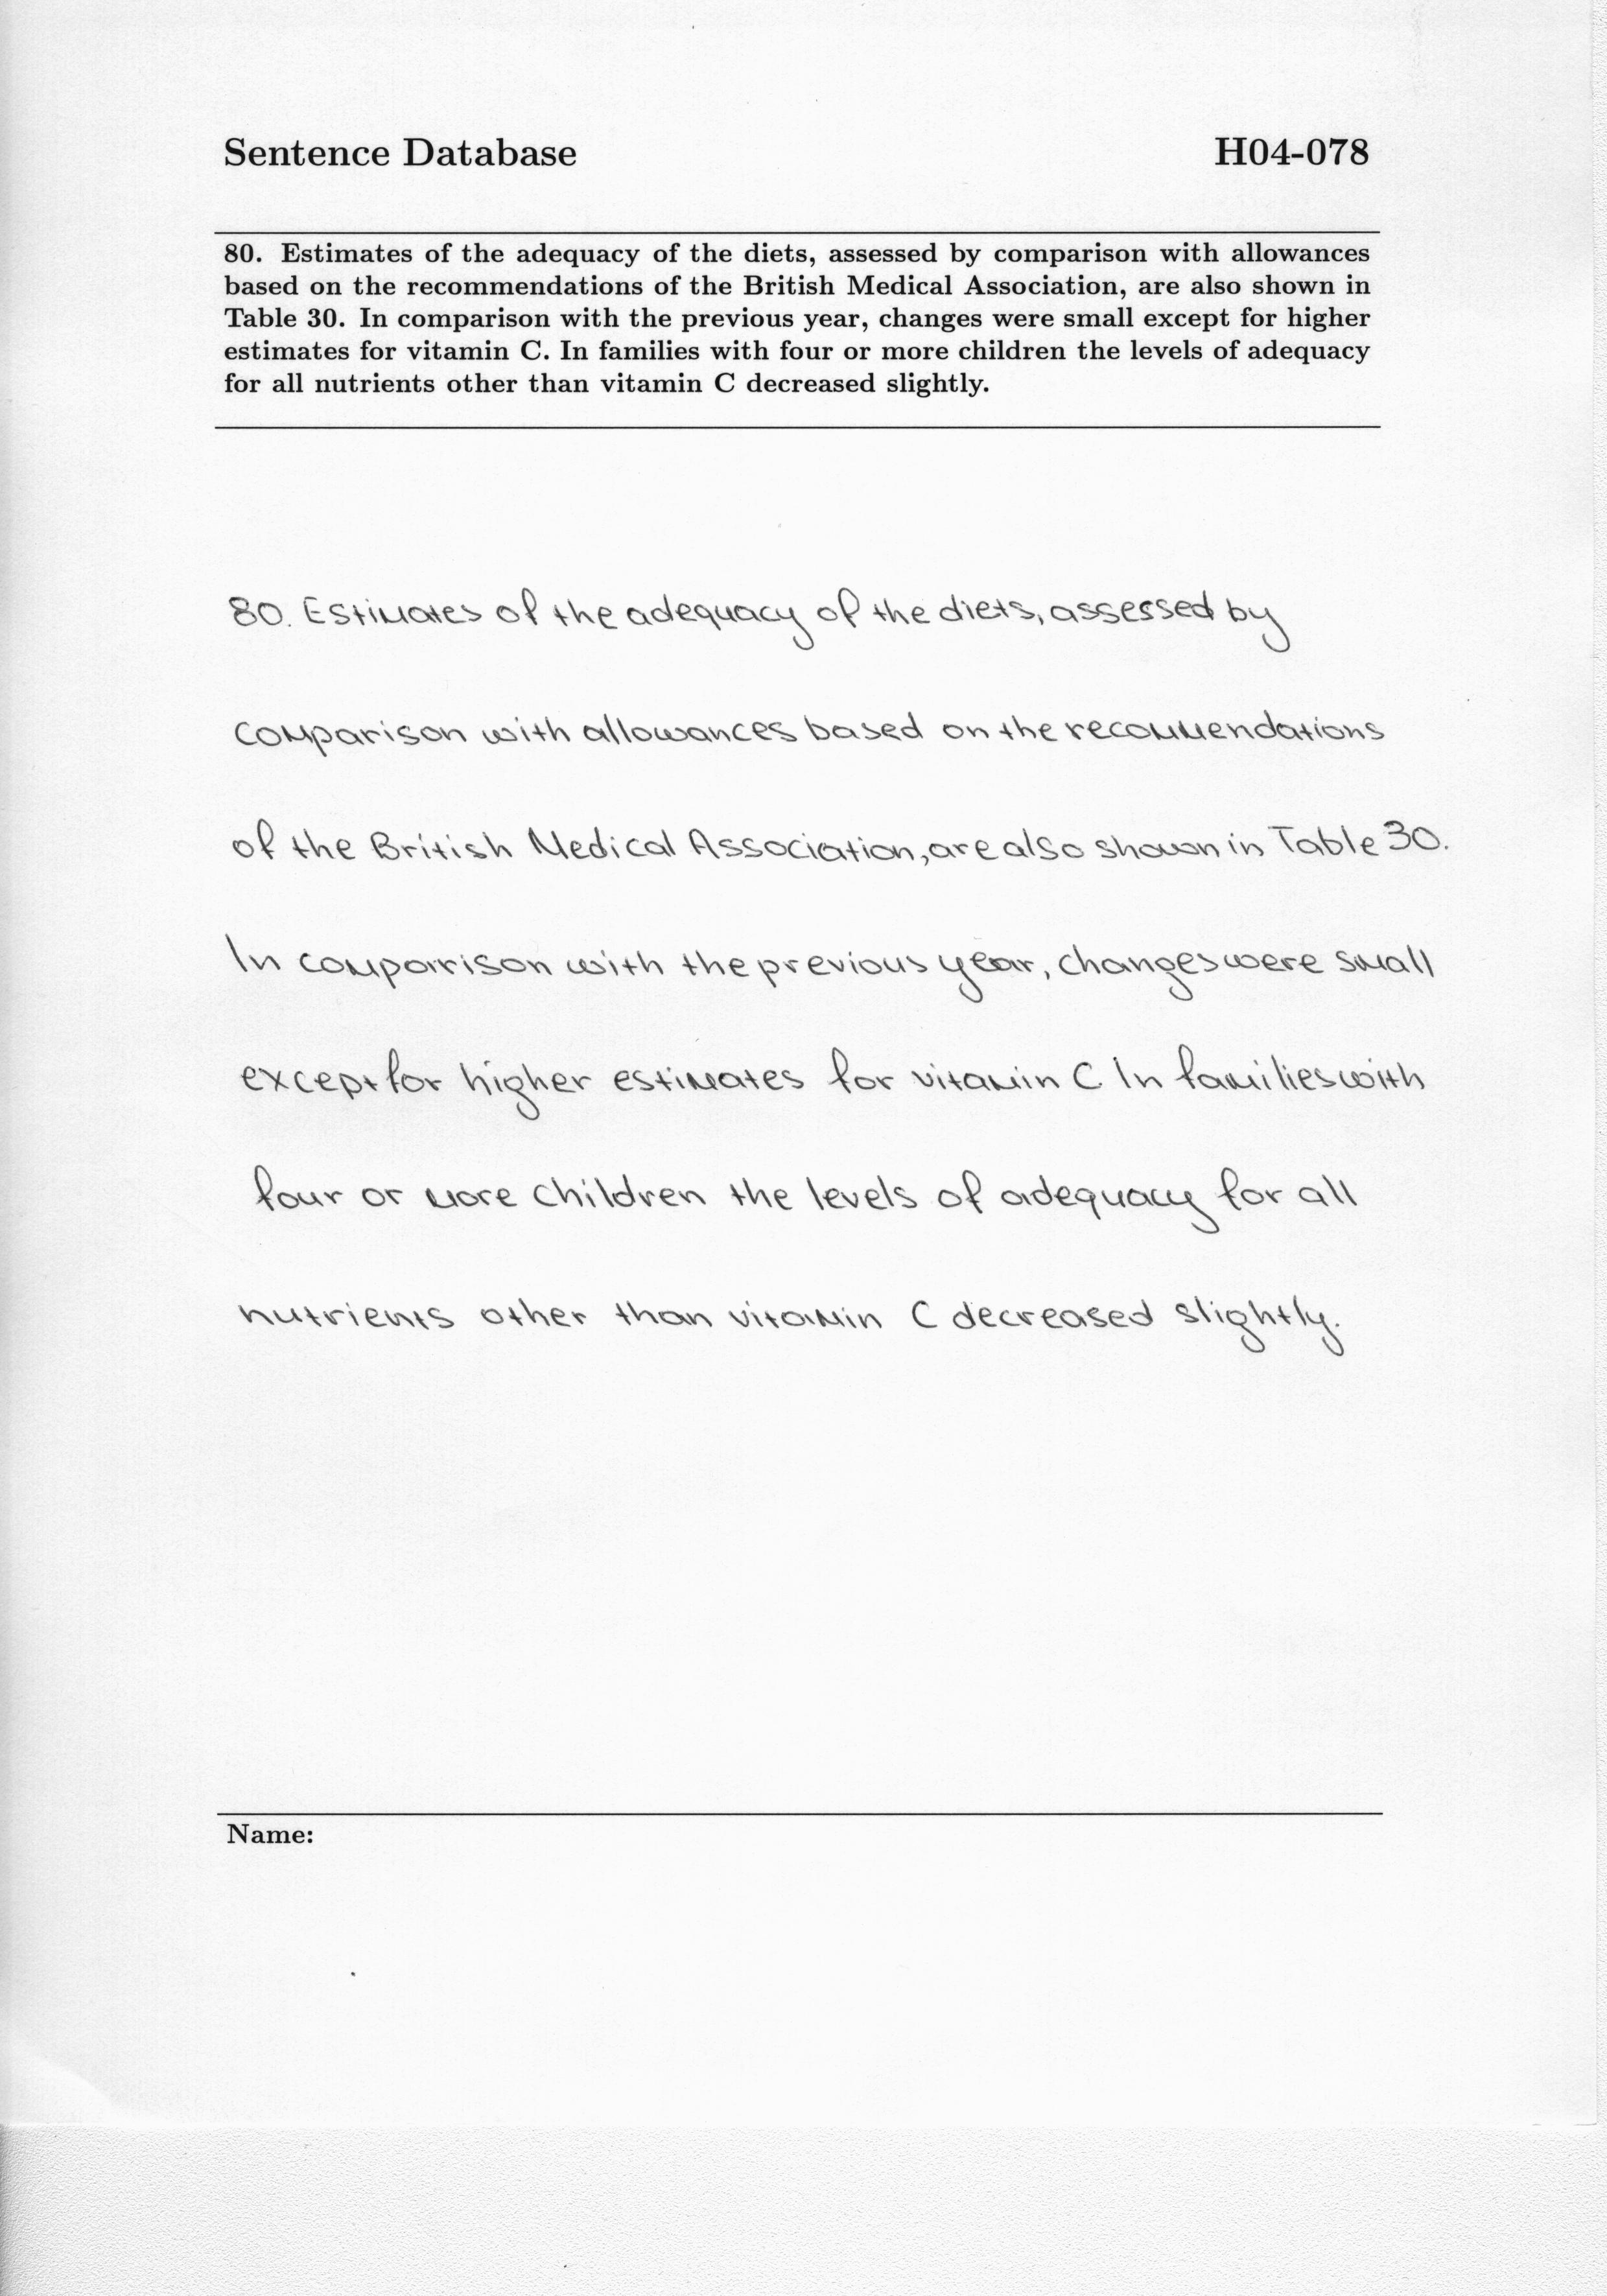 Sentence Database H04-078
80. Estimates of the adequacy of the diets, assessed by comparison with allowances
based on the recommendations of the British Medical Association, are also shown in
Table 30. In comparison with the previous year, changes were small except for higher
estimates for vitamin C. In families with four or more children the levels of adequacy
for all nutrients other than vitamin C decreased slightly.
80. Estimates of the adequacy of the diets, assessed by
comparison with allowances based on the recommendations
of the British Medical Association, are also shown in Table 30.
In comparison with the previous year, changes were small
except for higher estimates for vitamin C. In families with
four or more children the levels of adequacy for all
nutrients other than vitamin C decreased slightly.
Name: